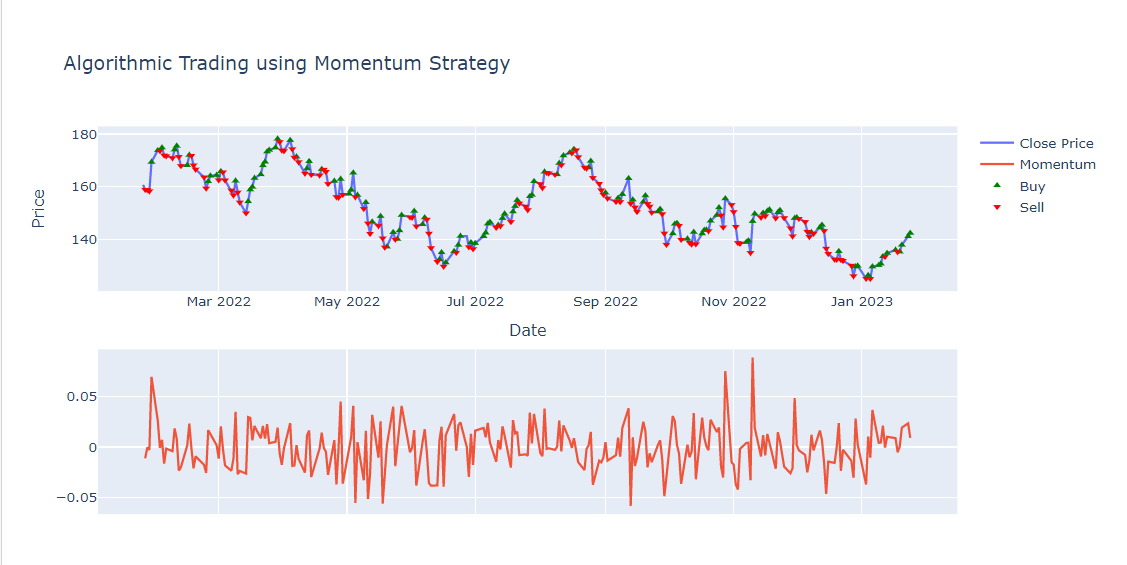 Algorithmic Trading using Momentum Strategy
180
160
140
Price
Mar 2022 May 2022 Jul 2022 Sep 2022 Nov 2022 Jan 2023
Date
Close Price
Momentum
Buy
Sell
0.05
0
−0.05